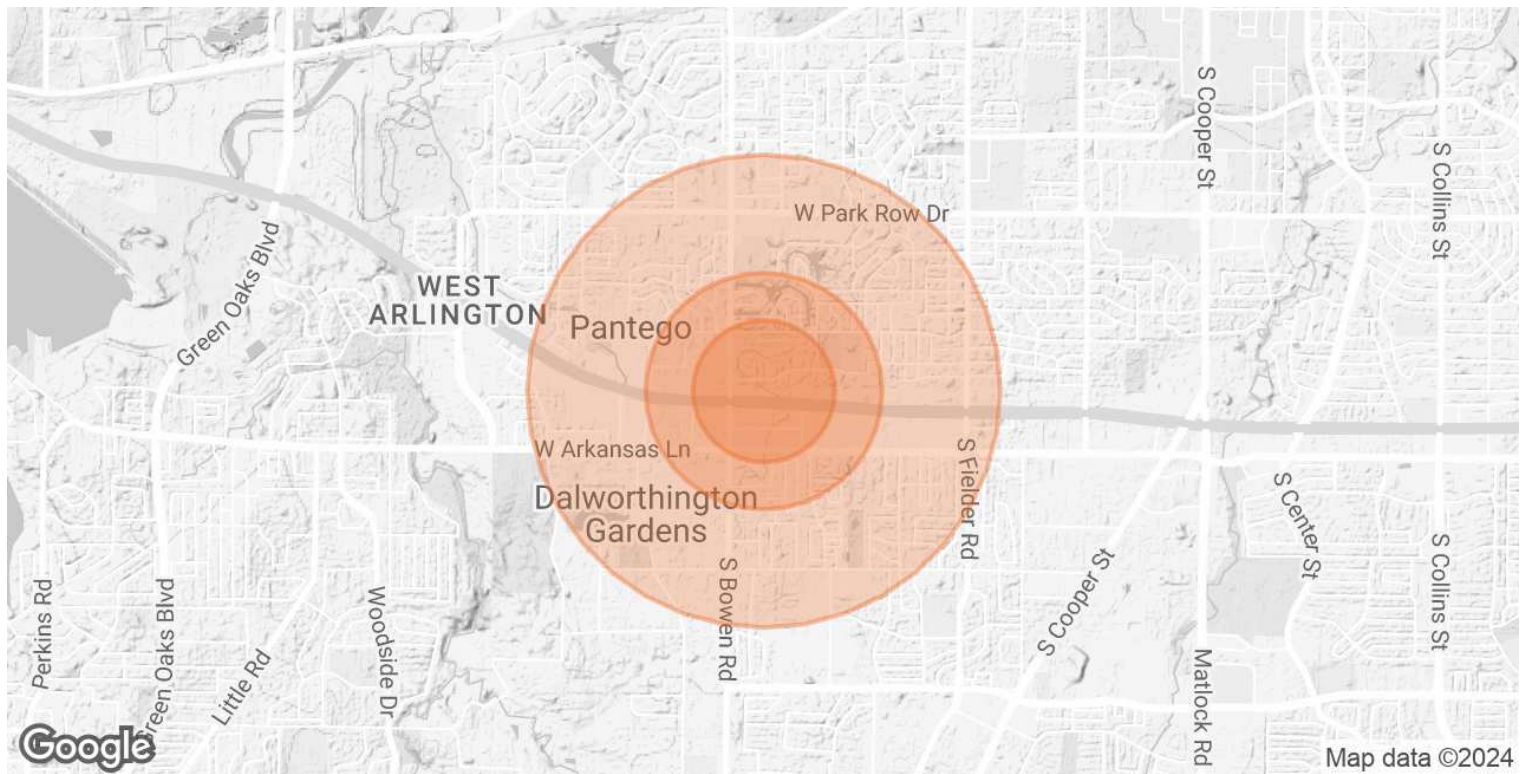 S Cooper St
S Collins St
W Park Row Dr
Green Oaks Blvd
WEST
ARLINGTON
Pantego
W Arkansas Ln
S Fielder Rd
Dalworthington
Gardens
S Center St
S Bowen Rd
S Cooper St
S Collins St
Perkins Rd
Green Oaks Blvd
Little Rd
Woodside Dr
Matlock Rd
Google
Map data ©2024